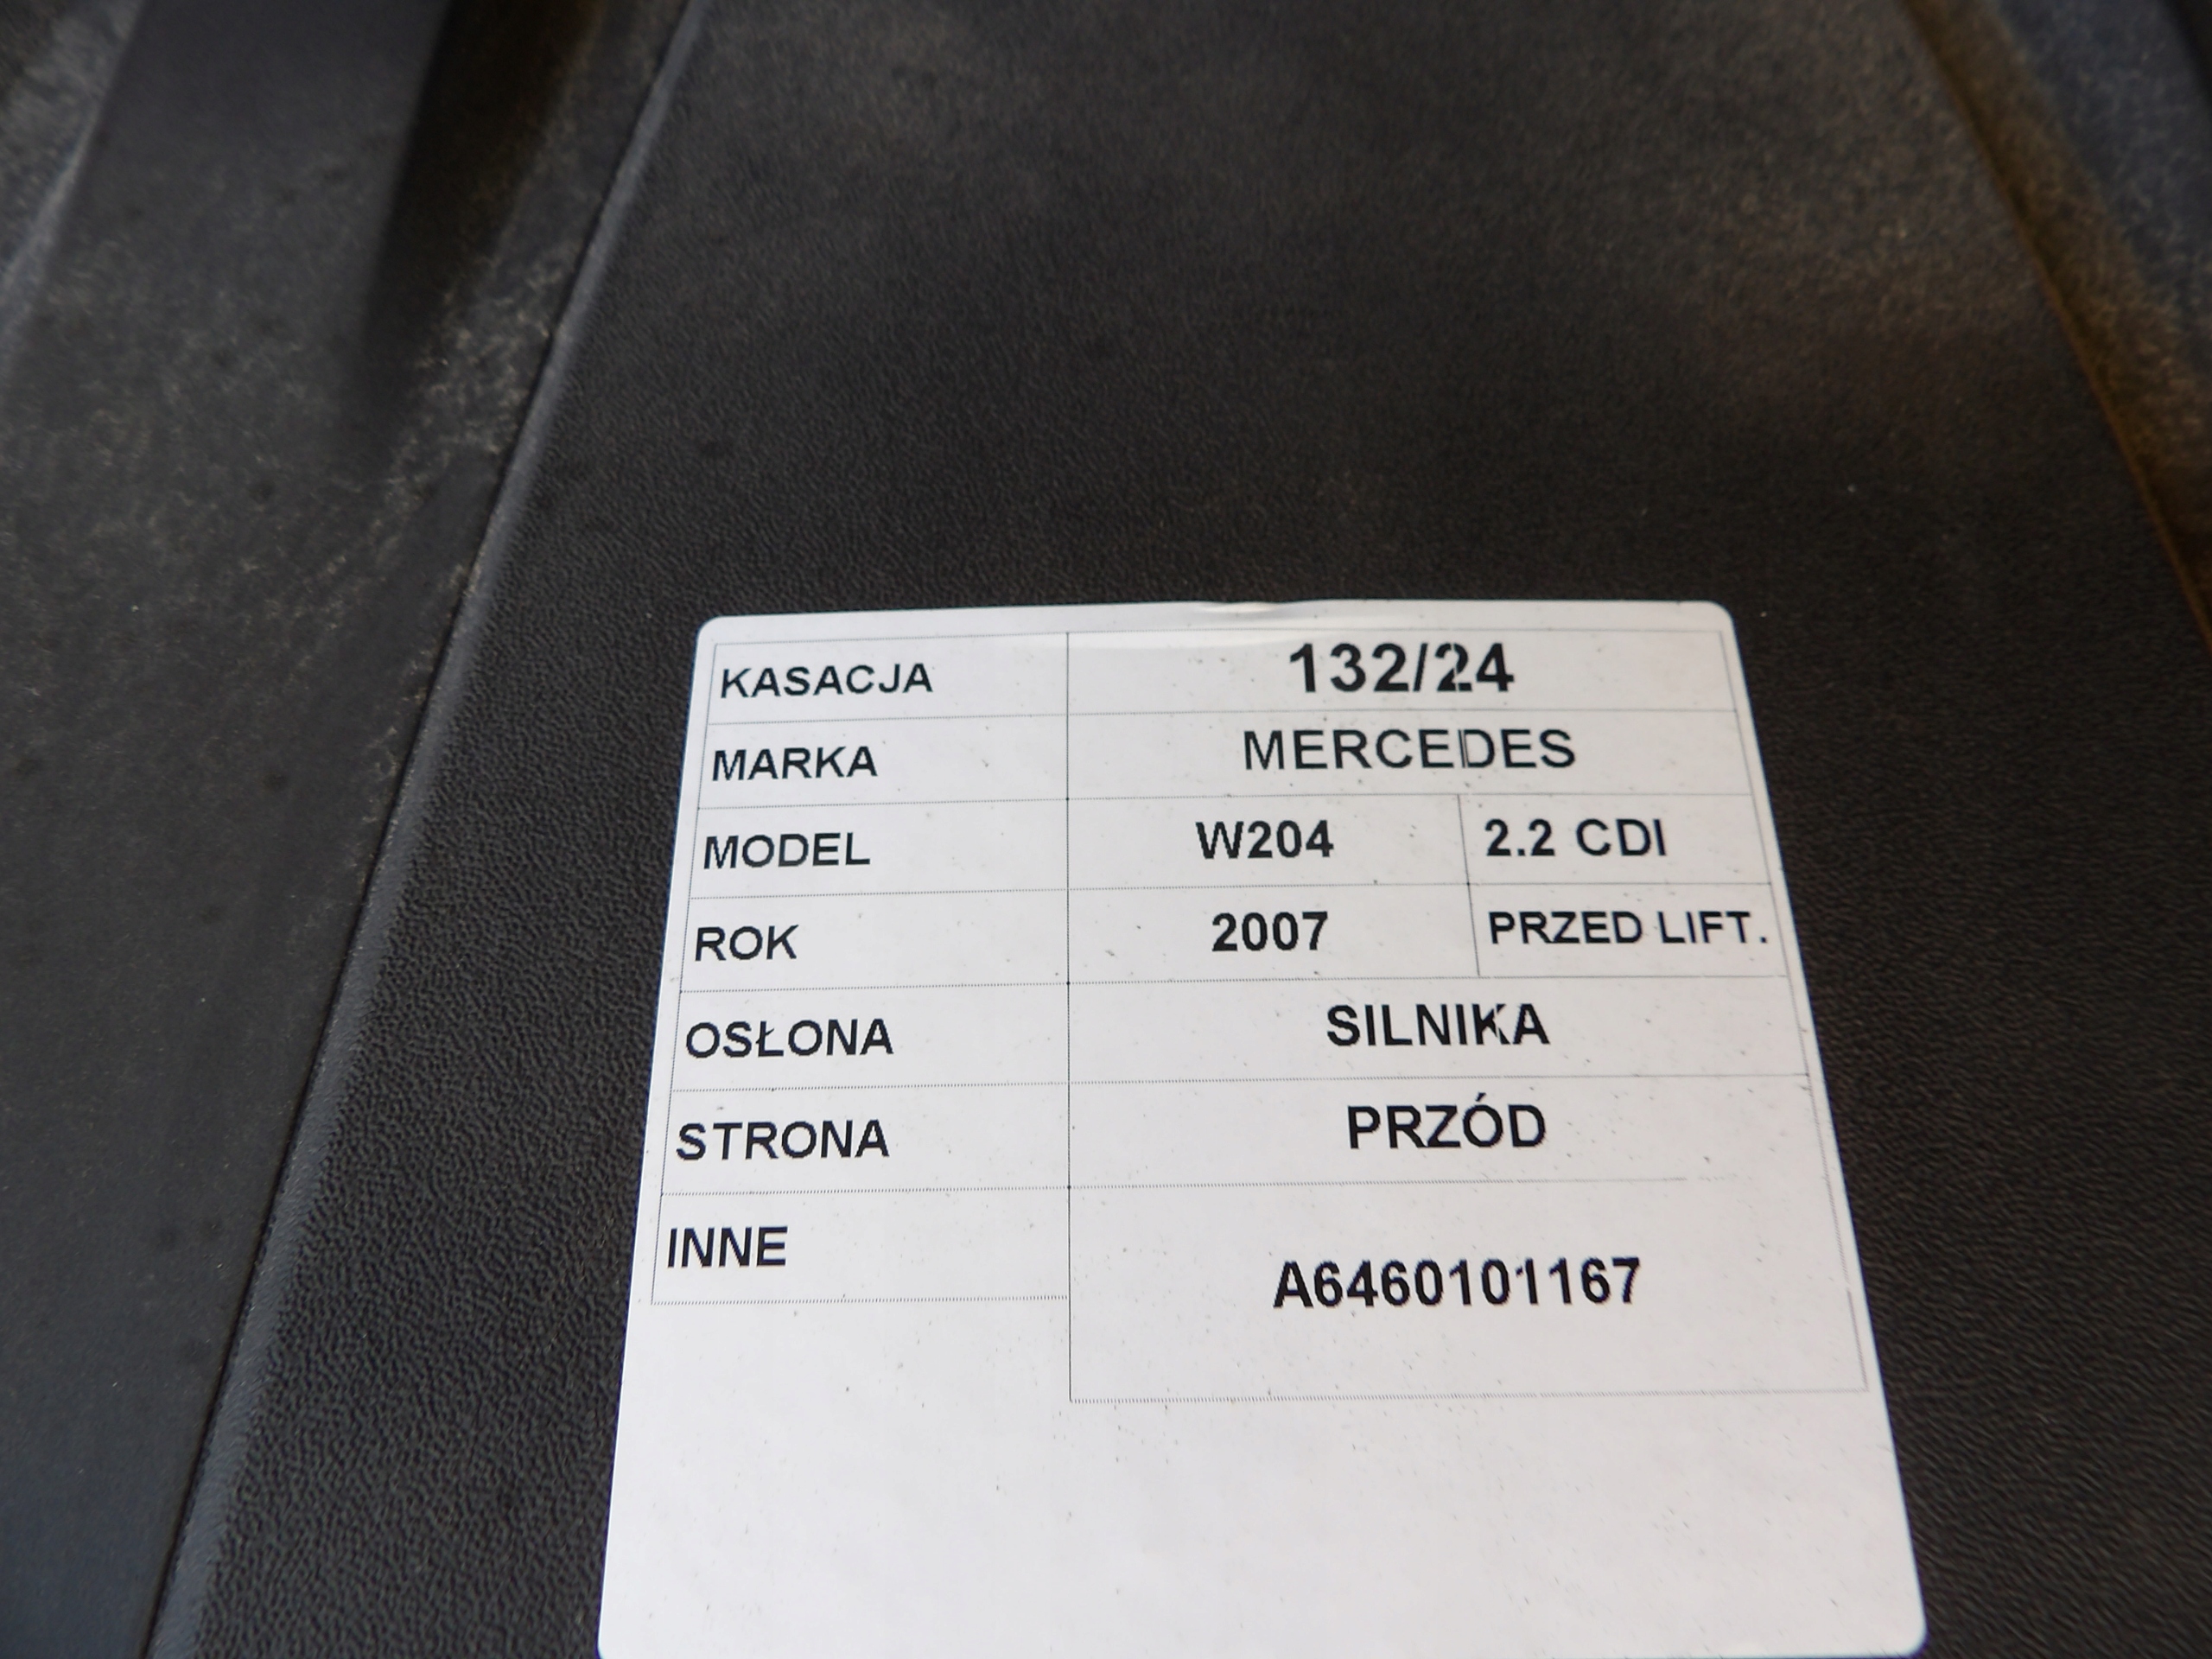 KASACJA 132/24
MARKA MERCEDES
MODEL W204 2.2 CDI
ROK 2007 PRZED LIFT.
OSŁONA SILNIKA
STRONA PRZÓD
INNE A6460101167